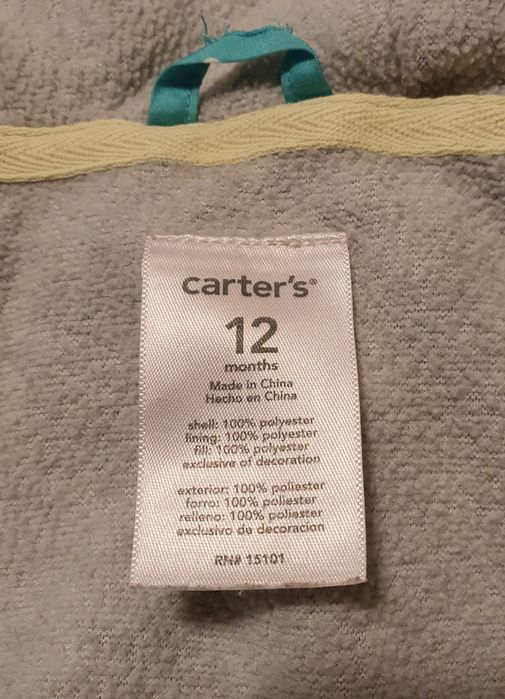 carter's®
12
months
Made in China
Hecho en China
shell: 100% polyester
lining: 100% polyester
fill: 100% polyester
exclusive of decoration
exterior: 100% poliester
forro: 100% poliester
relleno: 100% poliester
exclusivo de decoracion
RN# 15101